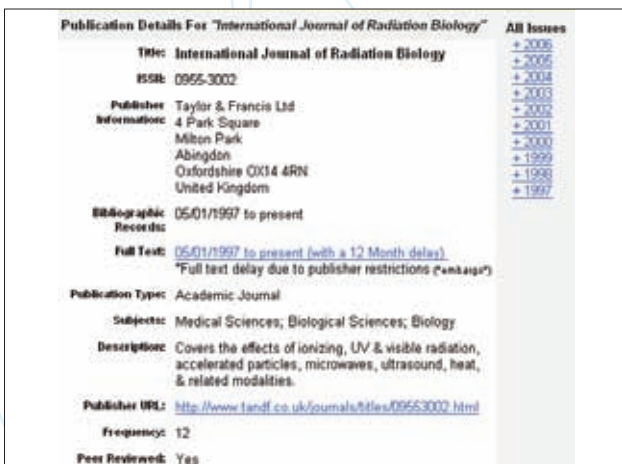 Publication Details For "International Journal of Radiation Biology"
Title: International Journal of Radiation Biology
ISSN: 0955-3002
Publisher Information: Taylor & Francis Ltd
4 Park Square
Milton Park
Abingdon
Oxfordshire OX14 4RN
United Kingdom
Bibliographic Records: 05/01/1997 to present
Full Text: 05/01/1997 to present (with a 12 Month delay)
*Full text delay due to publisher restrictions ("embargo")
Publication Type: Academic Journal
Subjects: Medical Sciences; Biological Sciences; Biology
Description: Covers the effects of ionizing, UV & visible radiation,
accelerated particles, microwaves, ultrasound, heat,
& related modalities.
Publisher URL: http://www.tandf.co.uk/journals/titles/09553002.html
Frequency: 12
Peer Reviewed: Yes
All Issues
+ 2006
+ 2005
+ 2004
+ 2003
+ 2002
+ 2001
+ 2000
+ 1999
+ 1998
+ 1997